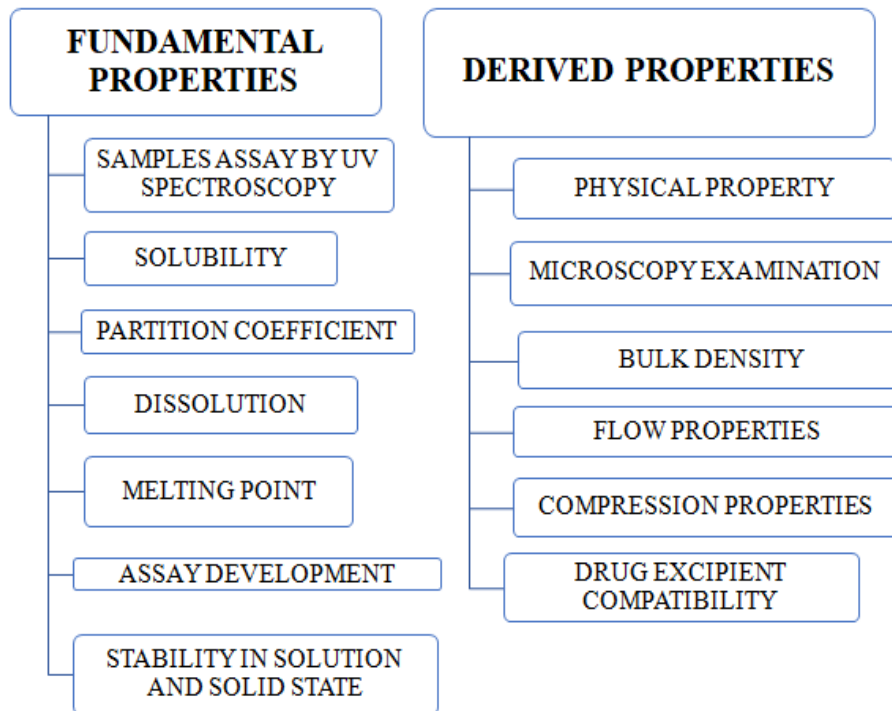 FUNDAMENTAL
PROPERTIES
SAMPLES ASSAY BY UV
SPECTROSCOPY
SOLUBILITY
PARTITION COEFFICIENT
DISSOLUTION
MELTING POINT
ASSAY DEVELOPMENT
STABILITY IN SOLUTION
AND SOLID STATE
DERIVED PROPERTIES
PHYSICAL PROPERTY
MICROSCOPY EXAMINATION
BULK DENSITY
FLOW PROPERTIES
COMPRESSION PROPERTIES
DRUG EXCIPIENT
COMPATIBILITY